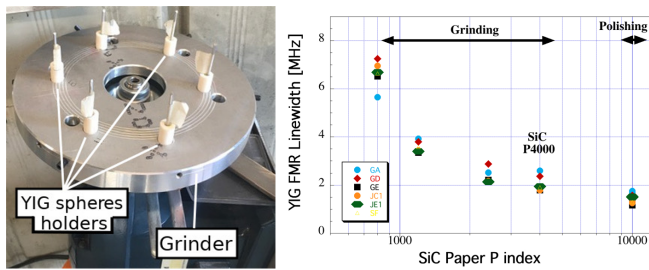 YIG spheres
holders
Grinder
YIG FMR Linewidth [MHz]
8
6
4
2
0
Grinding
Polishing
SiC
P4000
GA
GD
GE
JC1
JE1
SF
1000
10000
SiC Paper P index